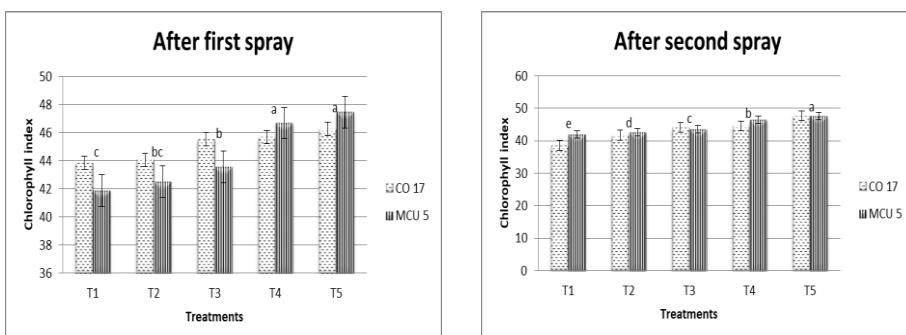 After first spray
50
48
46
44
42
40
38
36
Chlorophyll index
c
bc
b
a
a
T1 T2 T3 T4 T5
Treatments
CO 17
MCU 5
After second spray
60
50
40
30
20
10
0
Chlorophyll index
e
d
c
b
a
T1 T2 T3 T4 T5
Treatments
CO 17
MCU 5